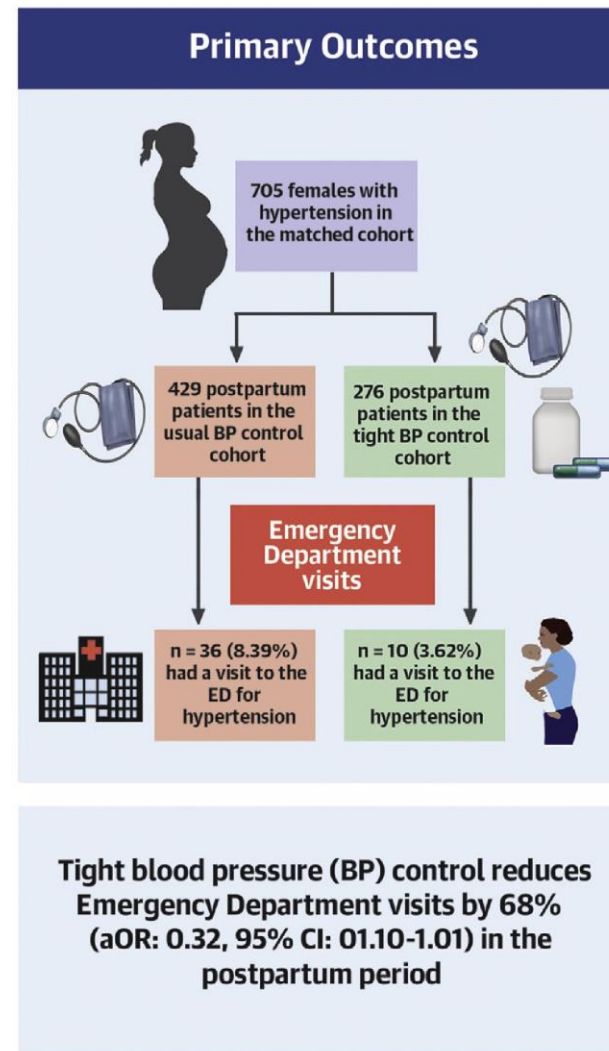 Primary Outcomes
705 females with
hypertension in
the matched cohort
429 postpartum
patients in the
usual BP control
cohort
276 postpartum
patients in the
tight BP control
cohort
Emergency
Department
visits
n = 36 (8.39%)
had a visit to the
ED for
hypertension
n = 10 (3.62%)
had a visit to the
ED for
hypertension
Tight blood pressure (BP) control reduces
Emergency Department visits by 68%
(aOR: 0.32, 95% CI: 01.10-1.01) in the
postpartum period